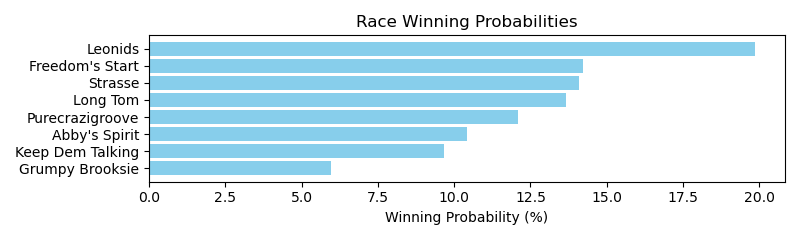 Race Winning Probabilities
Leonids
Freedom's Start
Strasse
Long Tom
Purecrazigroove
Abby's Spirit
Keep Dem Talking
Grumpy Brooksie
0.0 2.5 5.0 7.5 10.0 12.5 15.0 17.5 20.0
Winning Probability (%)